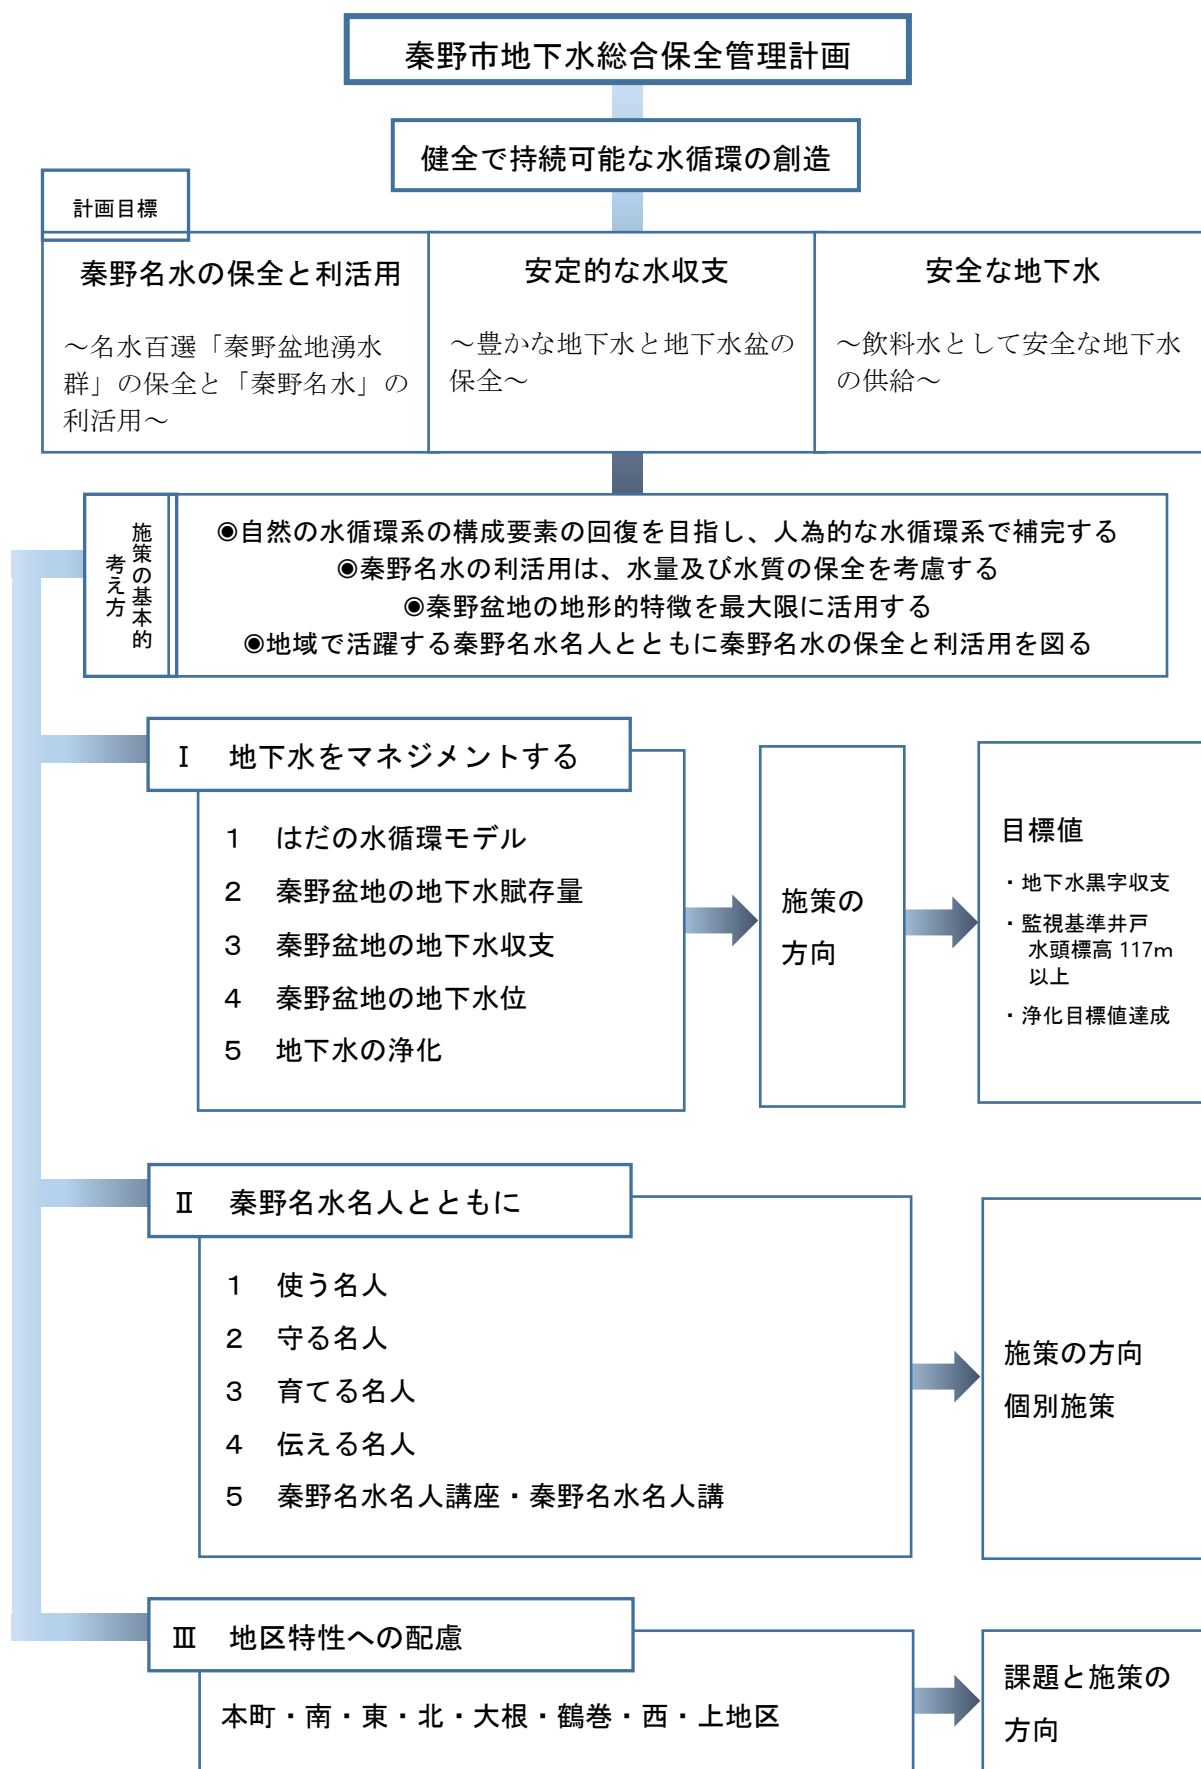 秦野市地下水総合保全管理計画
健全で持続可能な水循環の創造
計画目標
秦野名水の保全と利活用
～名水百選「秦野盆地湧水
群」の保全と「秦野名水」の
利活用～
安定的な水収支
～豊かな地下水と地下水盆の
保全～
安全な地下水
～飲料水として安全な地下水
の供給～
施策の基本的
考え方
◉自然の水循環系の構成要素の回復を目指し、人為的な水循環系で補完する
◉秦野名水の利活用は、水量及び水質の保全を考慮する
◉秦野盆地の地形的特徴を最大限に活用する
◉地域で活躍する秦野名水名人とともに秦野名水の保全と利活用を図る
Ⅰ　地下水をマネジメントする
１　はだの水循環モデル
２　秦野盆地の地下水賦存量
３　秦野盆地の地下水収支
４　秦野盆地の地下水位
５　地下水の浄化
施策の
方向
目標値
・地下水黒字収支
・監視基準井戸
水頭標高 117ｍ
以上
・浄化目標値達成
Ⅱ　秦野名水名人とともに
１　使う名人
２　守る名人
３　育てる名人
４　伝える名人
５　秦野名水名人講座・秦野名水名人講
施策の方向
個別施策
Ⅲ　地区特性への配慮
本町・南・東・北・大根・鶴巻・西・上地区
課題と施策の
方向